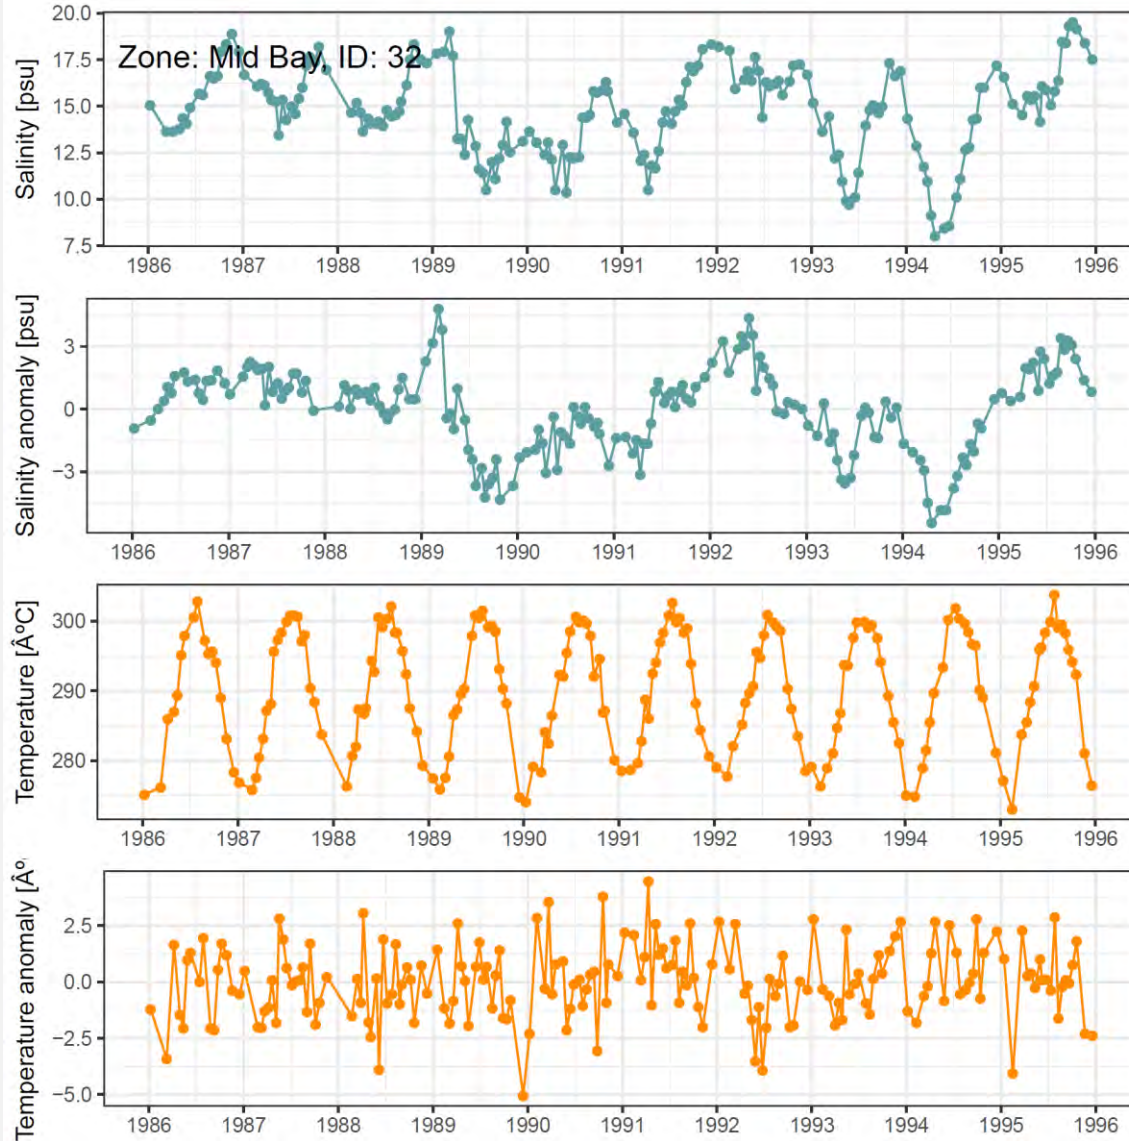 Zone: Mid Bay, ID: 32
Salinity [psu]
20.0
17.5
15.0
12.5
10.0
7.5
1986 1987 1988 1989 1990 1991 1992 1993 1994 1995 1996
Salinity anomaly [psu]
3
0
−3
1986 1987 1988 1989 1990 1991 1992 1993 1994 1995 1996
Temperature [ÂºC]
300
290
280
1986 1987 1988 1989 1990 1991 1992 1993 1994 1995 1996
Temperature anomaly [Âº
2.5
0.0
−2.5
−5.0
1986 1987 1988 1989 1990 1991 1992 1993 1994 1995 1996